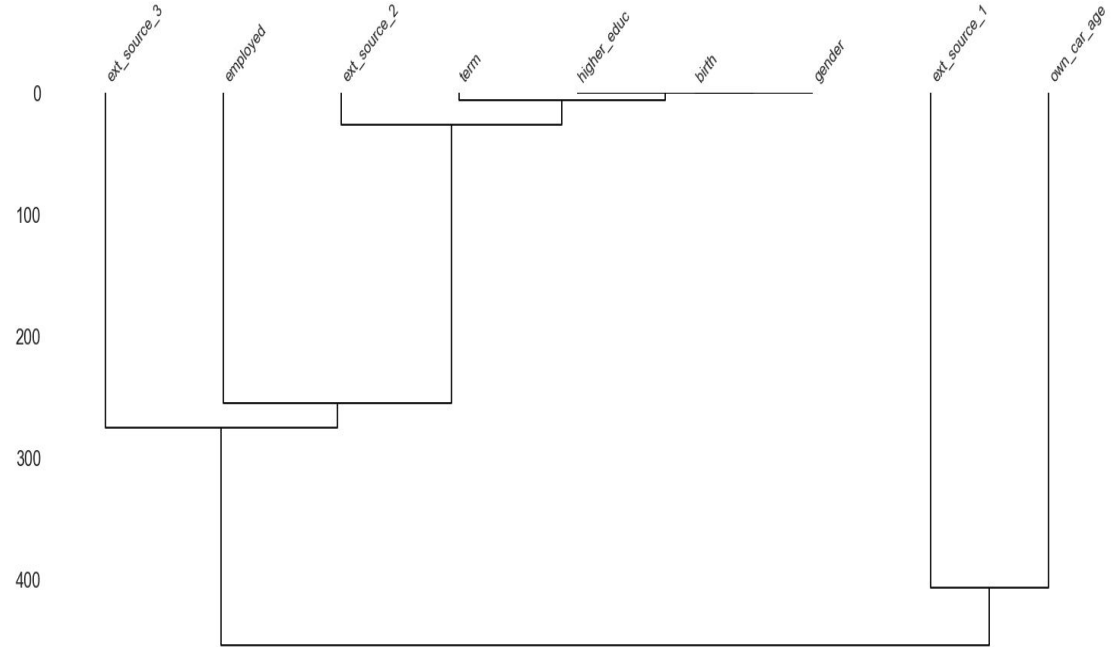 ext_source_3
employed
ext_source_2
term
higher_educ
birth
gender
ext_source_1
own_car_age
0
100
200
300
400